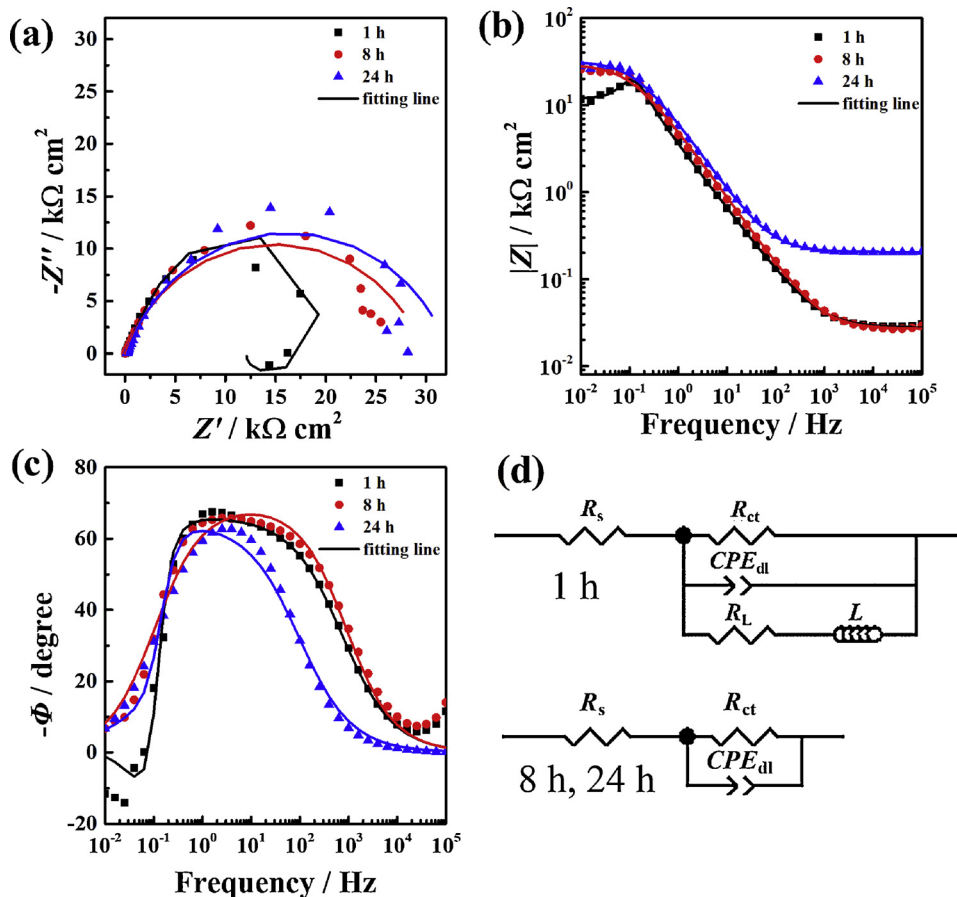 (a)
1 h
8 h
24 h
fitting line
-Z'' / kΩ cm²
30
25
20
15
10
5
0
0 5 10 15 20 25 30
Z' / kΩ cm²
(b)
1 h
8 h
24 h
fitting line
|Z| / kΩ cm²
10²
10¹
10⁰
10⁻¹
10⁻²
10⁻² 10⁻¹ 10⁰ 10¹ 10² 10³ 10⁴ 10⁵
Frequency / Hz
(c)
1 h
8 h
24 h
fitting line
-Φ / degree
80
60
40
20
0
-20
10⁻² 10⁻¹ 10⁰ 10¹ 10² 10³ 10⁴ 10⁵
Frequency / Hz
(d)
Rs Rct
CPEdl
1 h
RL L
Rs Rct
CPEdl
8 h, 24 h